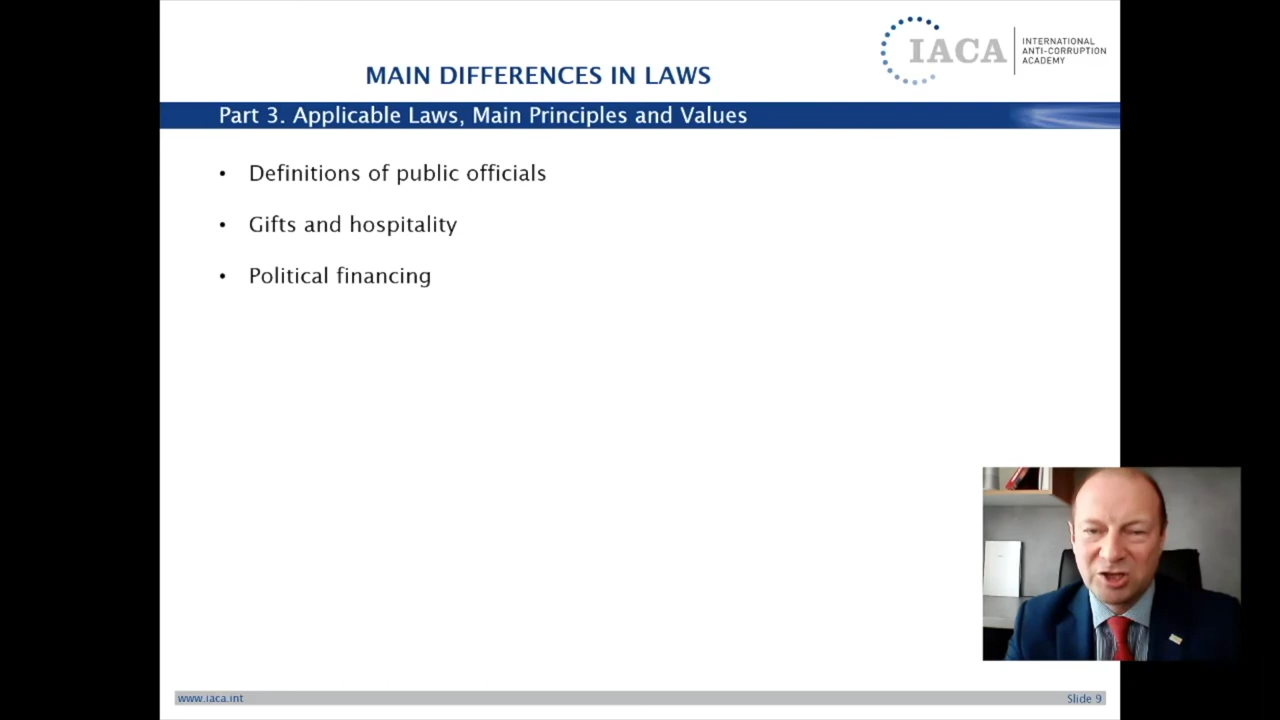 IACA
INTERNATIONAL
ANTI-CORRUPTION
ACADEMY
MAIN DIFFERENCES IN LAWS
Part 3. Applicable Laws, Main Principles and Values
• Definitions of public officials
• Gifts and hospitality
• Political financing
www.iaca.int
Slide 9